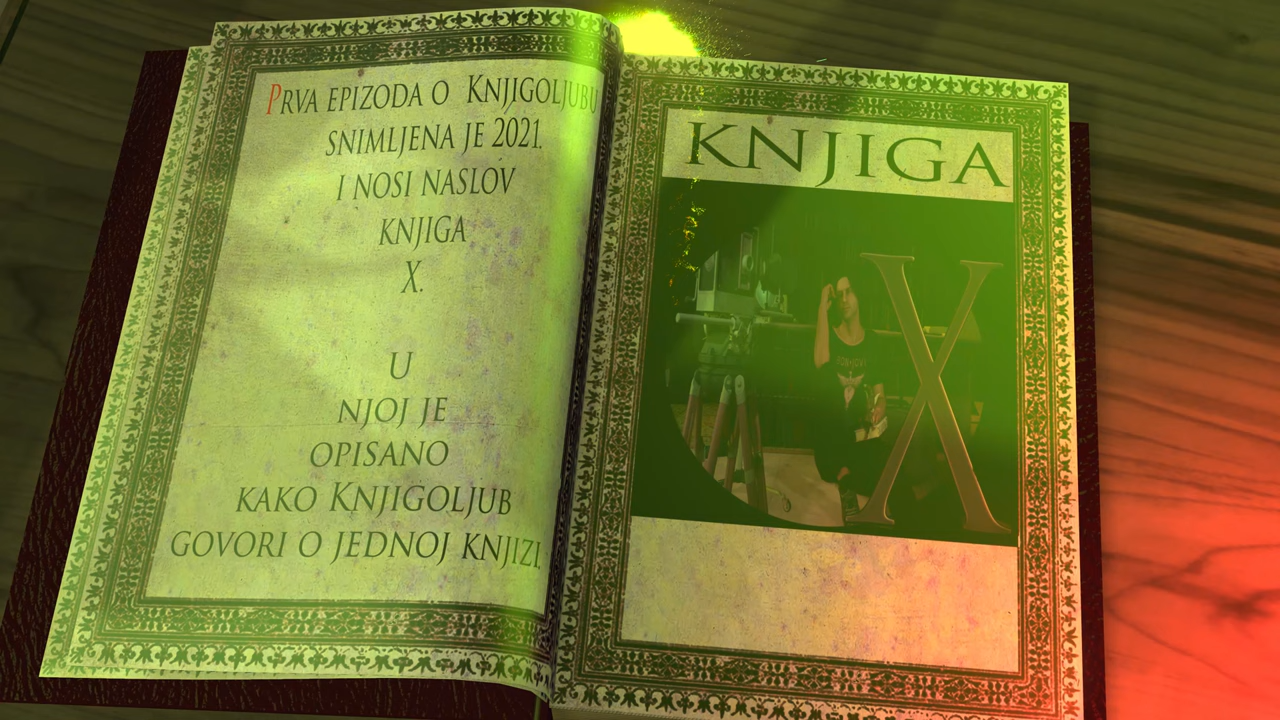 PRVA EPIZODA O KNJIGOLJUBU
SNIMLJENA JE 2021.
I NOSI NASLOV
KNJIGA
X.
U
NJOJ JE
OPISANO
KAKO KNJIGOLJUB
GOVORI O JEDNOJ KNJIZI.
KNJIGA
X